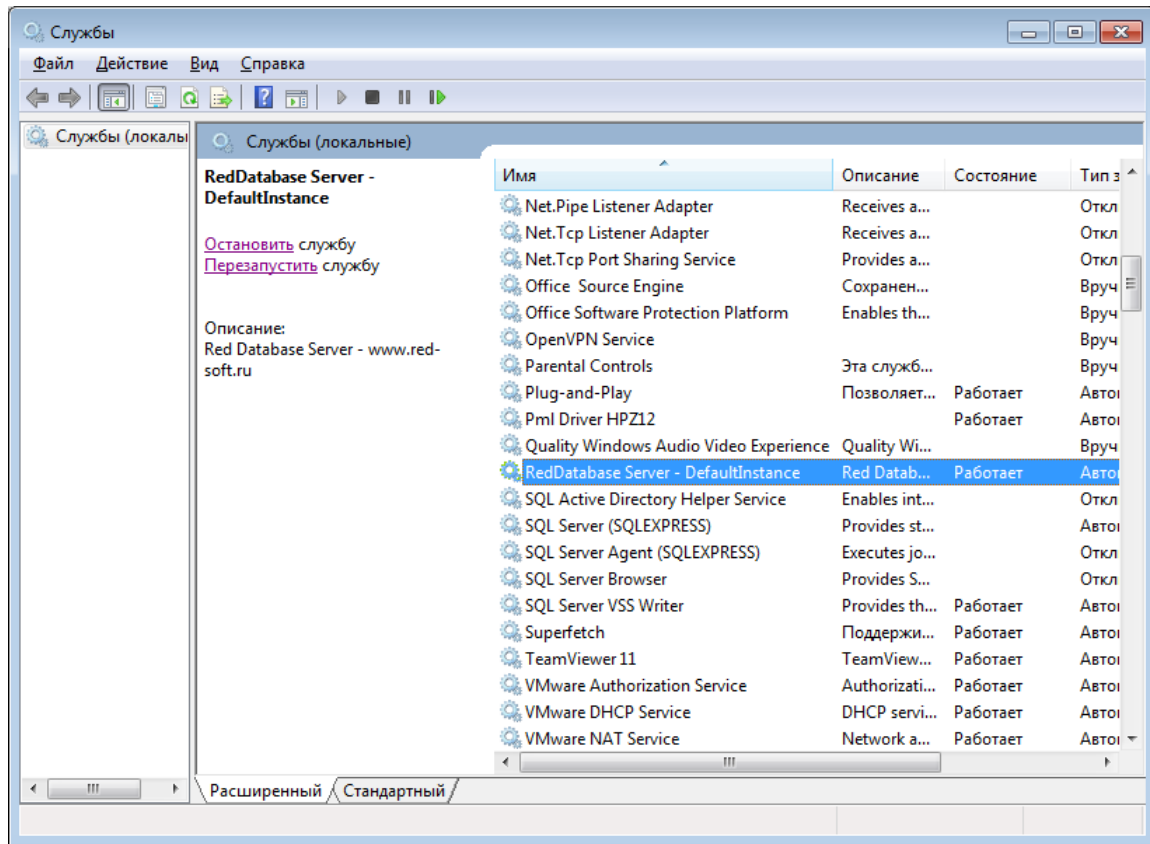 Службы
Файл Действие Вид Справка
Службы (локалы
Службы (локальные)
RedDatabase Server -
DefaultInstance
Остановить службу
Перезапустить службу
Описание:
Red Database Server - www.red-
soft.ru
Имя Описание Состояние Тип з
Net.Pipe Listener Adapter Receives a... Откл
Net.Tcp Listener Adapter Receives a... Откл
Net.Tcp Port Sharing Service Provides a... Откл
Office Source Engine Сохранен... Вруч
Office Software Protection Platform Enables th... Вруч
OpenVPN Service Вруч
Parental Controls Эта служб... Вруч
Plug-and-Play Позволяет... Работает Авто
Pml Driver HPZ12 Работает Авто
Quality Windows Audio Video Experience Quality Wi... Вруч
RedDatabase Server - DefaultInstance Red Datab... Работает Авто
SQL Active Directory Helper Service Enables int... Откл
SQL Server (SQLEXPRESS) Provides st... Авто
SQL Server Agent (SQLEXPRESS) Executes jo... Откл
SQL Server Browser Provides S... Откл
SQL Server VSS Writer Provides th... Работает Авто
Superfetch Поддержи... Работает Авто
TeamViewer 11 TeamView... Работает Авто
VMware Authorization Service Authorizati... Работает Авто
VMware DHCP Service DHCP servi... Работает Авто
VMware NAT Service Network a... Работает Авто
Расширенный Стандартный